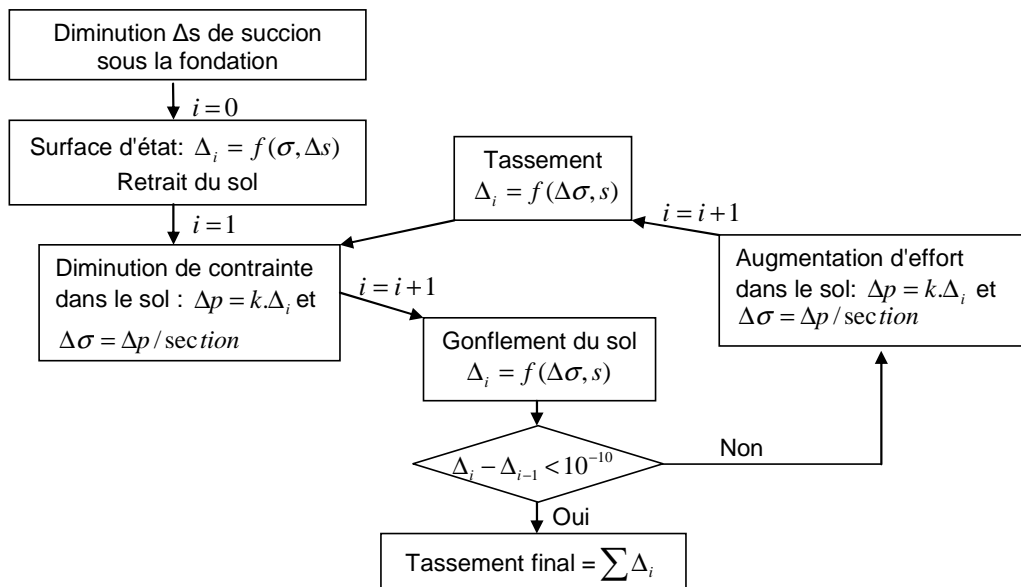 Diminution Δs de succion
sous la fondation
i = 0
Surface d'état: Δ_i = f(σ, Δs)
Retrait du sol
i = 1
Diminution de contrainte
dans le sol : Δp = k.Δ_i et
Δσ = Δp / section
i = i + 1
Gonflement du sol
Δ_i = f(Δσ, s)
Δ_i − Δ_{i−1} < 10^{−10}
Non
Augmentation d'effort
dans le sol: Δp = k.Δ_i et
Δσ = Δp / section
i = i + 1
Tassement
Δ_i = f(Δσ, s)
Oui
Tassement final = ∑ Δ_i